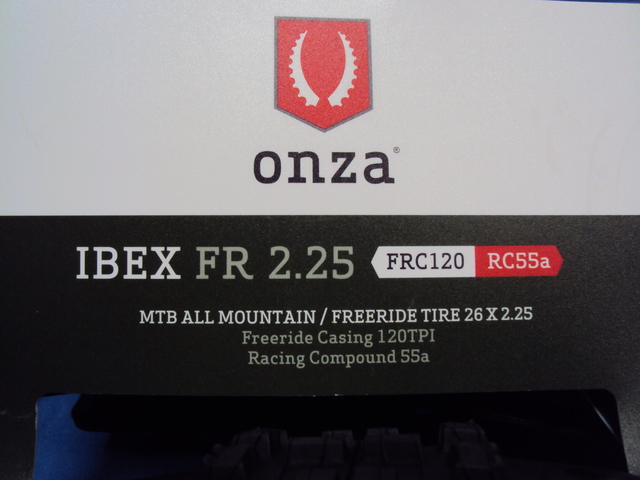 onza®
IBEX FR 2.25 FRC120 RC55a
MTB ALL MOUNTAIN / FREERIDE TIRE 26 X 2.25
Freeride Casing 120TPI
Racing Compound 55a